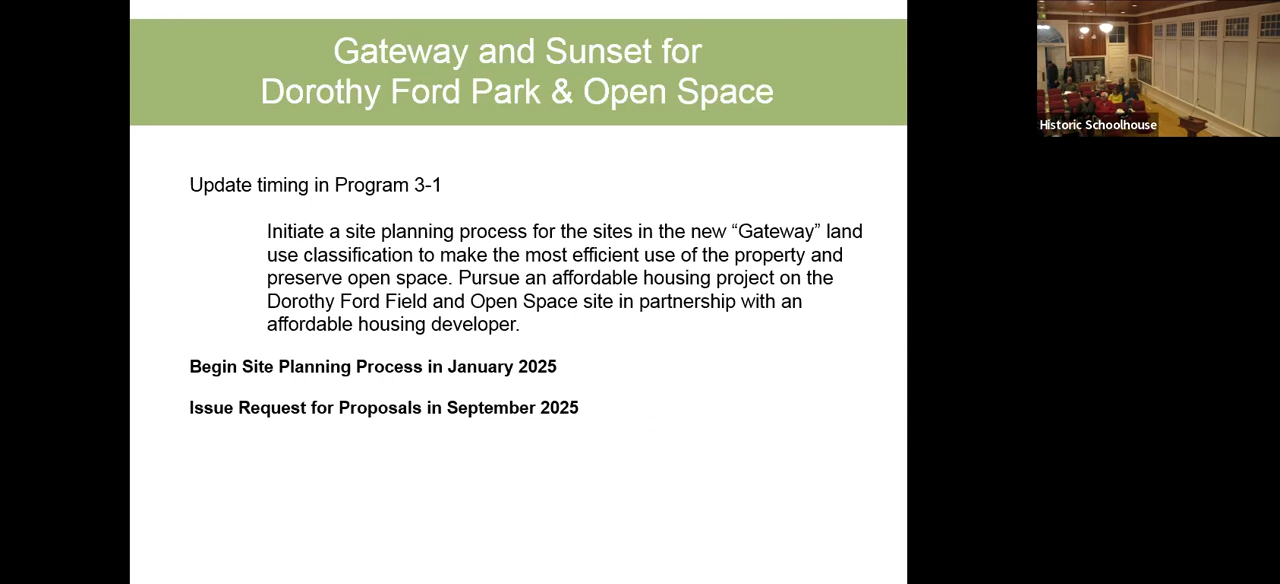 Gateway and Sunset for
Dorothy Ford Park & Open Space
Update timing in Program 3-1
Initiate a site planning process for the sites in the new “Gateway” land
use classification to make the most efficient use of the property and
preserve open space. Pursue an affordable housing project on the
Dorothy Ford Field and Open Space site in partnership with an
affordable housing developer.
Begin Site Planning Process in January 2025
Issue Request for Proposals in September 2025
Historic Schoolhouse